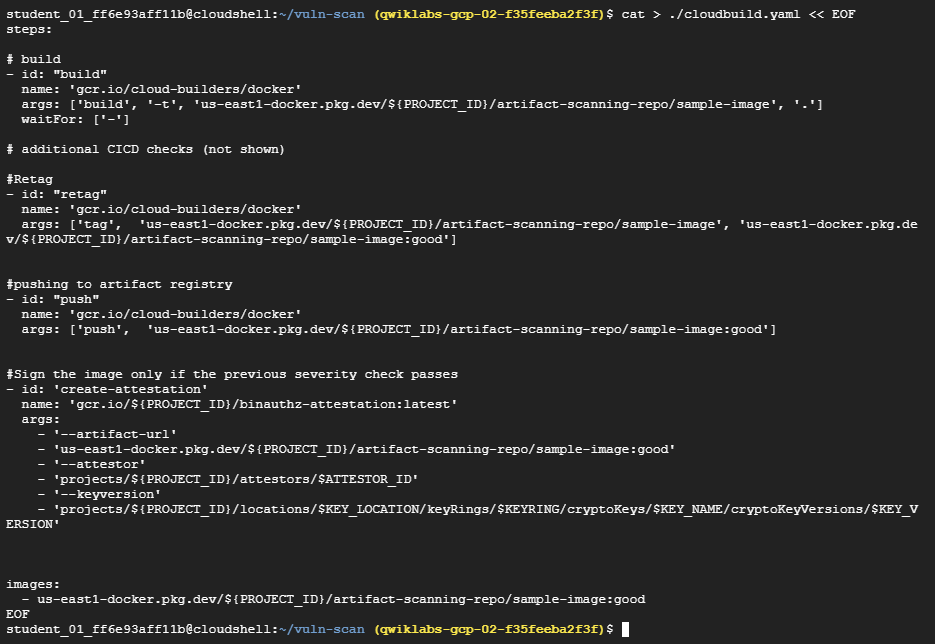 student_01_ff6e93aff11b@cloudshell:~/vuln-scan (qwiklabs-gcp-02-f35feeba2f3f)$ cat > ./cloudbuild.yaml << EOF
steps:
# build
- id: "build"
  name: 'gcr.io/cloud-builders/docker'
  args: ['build', '-t', 'us-east1-docker.pkg.dev/${PROJECT_ID}/artifact-scanning-repo/sample-image', '.']
  waitFor: ['-']
# additional CICD checks (not shown)
#Retag
- id: "retag"
  name: 'gcr.io/cloud-builders/docker'
  args: ['tag',  'us-east1-docker.pkg.dev/${PROJECT_ID}/artifact-scanning-repo/sample-image', 'us-east1-docker.pkg.de
v/${PROJECT_ID}/artifact-scanning-repo/sample-image:good']
#pushing to artifact registry
- id: "push"
  name: 'gcr.io/cloud-builders/docker'
  args: ['push',  'us-east1-docker.pkg.dev/${PROJECT_ID}/artifact-scanning-repo/sample-image:good']
#Sign the image only if the previous severity check passes
- id: 'create-attestation'
  name: 'gcr.io/${PROJECT_ID}/binauthz-attestation:latest'
  args:
    - '--artifact-url'
    - 'us-east1-docker.pkg.dev/${PROJECT_ID}/artifact-scanning-repo/sample-image:good'
    - '--attestor'
    - 'projects/${PROJECT_ID}/attestors/$ATTESTOR_ID'
    - '--keyversion'
    - 'projects/${PROJECT_ID}/locations/$KEY_LOCATION/keyRings/$KEYRING/cryptoKeys/$KEY_NAME/cryptoKeyVersions/$KEY_V
ERSION'
images:
  - us-east1-docker.pkg.dev/${PROJECT_ID}/artifact-scanning-repo/sample-image:good
EOF
student_01_ff6e93aff11b@cloudshell:~/vuln-scan (qwiklabs-gcp-02-f35feeba2f3f)$